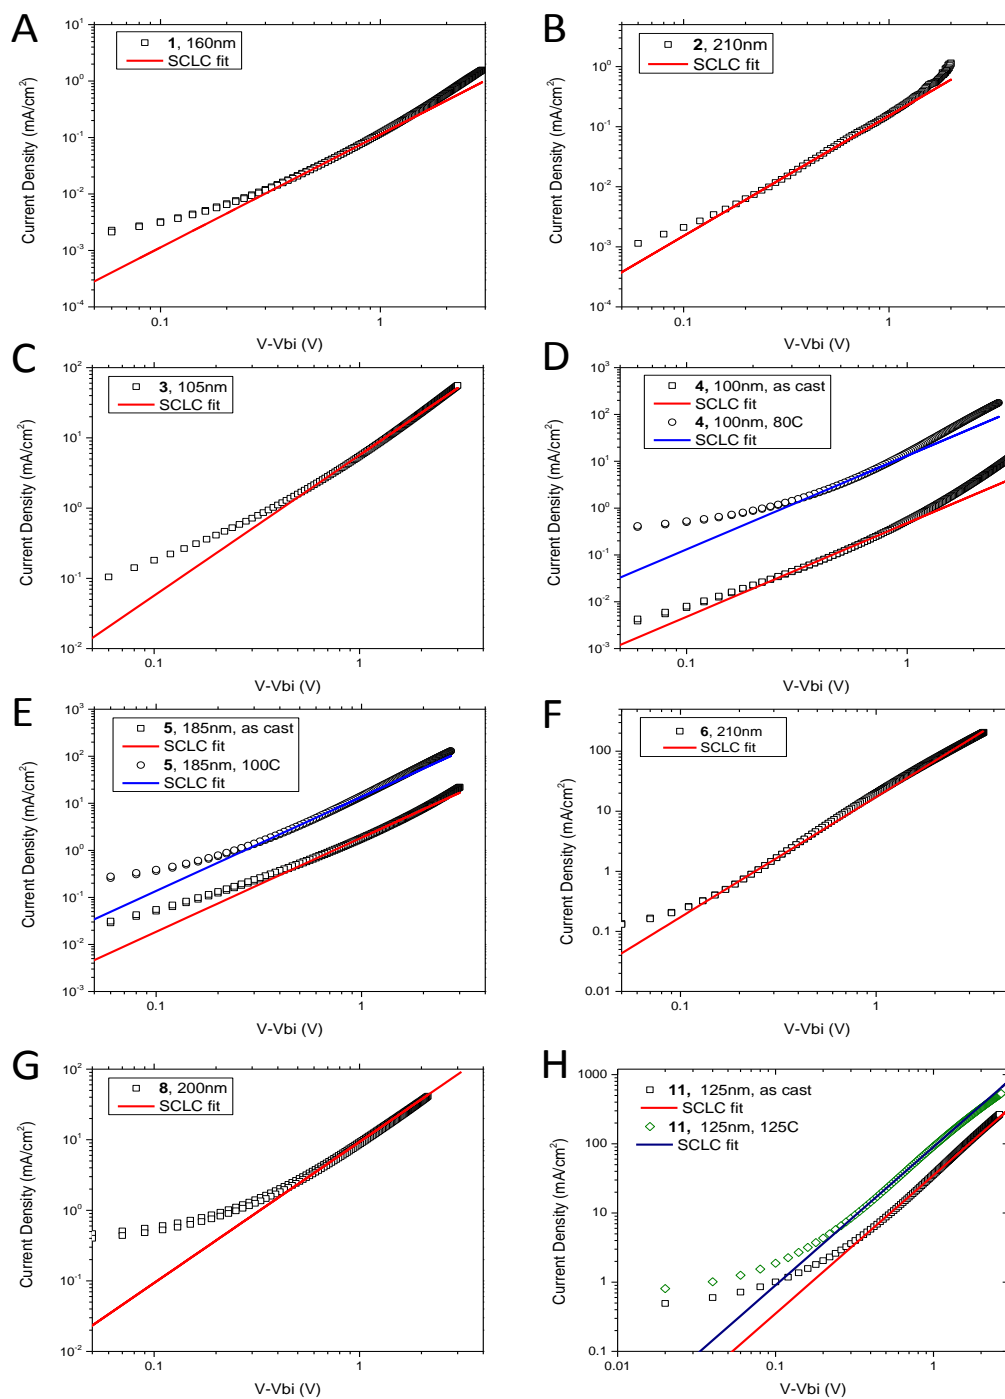 A
10^1
10^0
10^-1
10^-2
10^-3
10^-4
Current Density (mA/cm^2)
1, 160nm
SCLC fit
0.1
1
V-Vbi (V)
B
10^0
10^-1
10^-2
10^-3
10^-4
Current Density (mA/cm^2)
2, 210nm
SCLC fit
0.1
1
V-Vbi (V)
C
10^2
10^1
10^0
10^-1
10^-2
Current Density (mA/cm^2)
3, 105nm
SCLC fit
0.1
1
V-Vbi (V)
D
10^3
10^2
10^1
10^0
10^-1
10^-2
10^-3
Current Density (mA/cm^2)
4, 100nm, as cast
SCLC fit
4, 100nm, 80C
SCLC fit
0.1
1
V-Vbi (V)
E
10^3
10^2
10^1
10^0
10^-1
10^-2
10^-3
Current Density (mA/cm^2)
5, 185nm, as cast
SCLC fit
5, 185nm, 100C
SCLC fit
0.1
1
V-Vbi (V)
F
100
10
1
0.1
0.01
Current Density (mA/cm^2)
6, 210nm
SCLC fit
0.1
1
V-Vbi (V)
G
10^2
10^1
10^0
10^-1
10^-2
Current Density (mA/cm^2)
8, 200nm
SCLC fit
0.1
1
V-Vbi (V)
H
1000
100
10
1
0.1
Current Density (mA/cm^2)
11, 125nm, as cast
SCLC fit
11, 125nm, 125C
SCLC fit
0.01
0.1
1
V-Vbi (V)